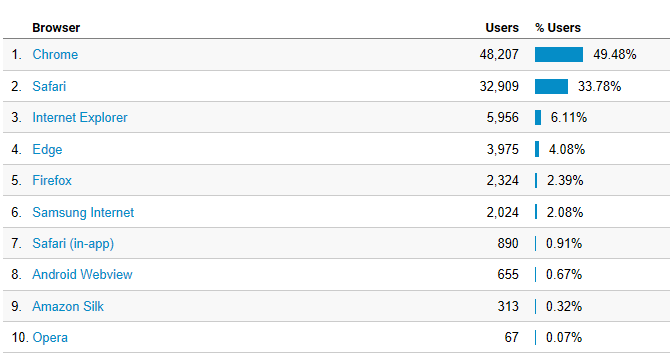 Browser Users % Users
1. Chrome 48,207 49.48%
2. Safari 32,909 33.78%
3. Internet Explorer 5,956 6.11%
4. Edge 3,975 4.08%
5. Firefox 2,324 2.39%
6. Samsung Internet 2,024 2.08%
7. Safari (in-app) 890 0.91%
8. Android Webview 655 0.67%
9. Amazon Silk 313 0.32%
10. Opera 67 0.07%